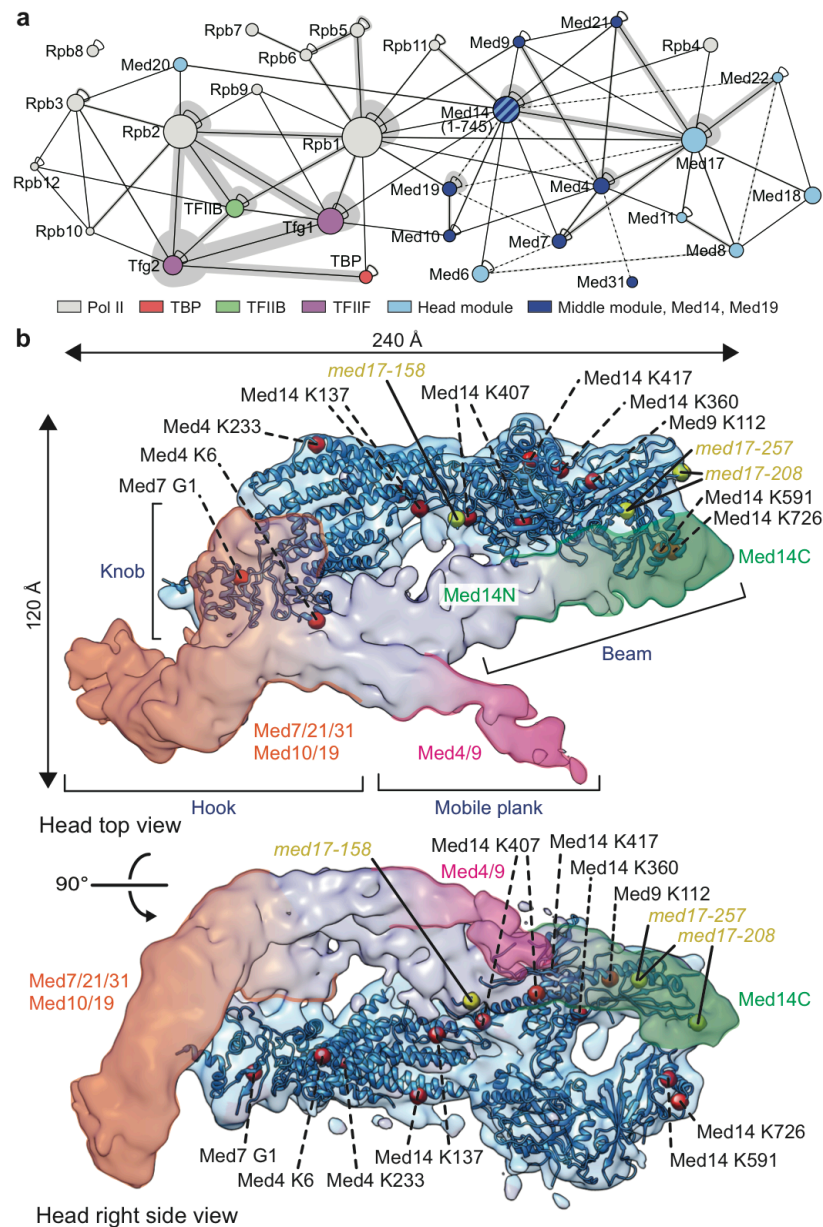 a
Rpb7
Rpb5
Rpb11
Med9
Med21
Rpb4
Rpb8
Rpb6
Med20
Med22
Rpb3
Rpb9
Med14
(1-745)
Rpb2
Rpb1
Med17
Rpb12
TFIIB
Med19
Med4
Med18
Rpb10
Tfg1
Med10
Med7
Med11
Tfg2
TBP
Med6
Med8
Med31
Pol II
TBP
TFIIB
TFIIF
Head module
Middle module, Med14, Med19
b
240 Å
med17-158
Med14 K137
Med14 K407
Med14 K417
Med14 K360
Med4 K233
Med9 K112
Med4 K6
med17-257
Med7 G1
med17-208
Med14 K591
Med14 K726
Knob
Med14N
Med14C
120 Å
Beam
Med7/21/31
Med10/19
Med4/9
Hook
Mobile plank
Head top view
90°
med17-158
Med14 K407
Med14 K417
Med4/9
Med14 K360
Med9 K112
med17-257
med17-208
Med7/21/31
Med10/19
Med14C
Med7 G1
Med4 K6
Med4 K233
Med14 K137
Med14 K726
Med14 K591
Head right side view